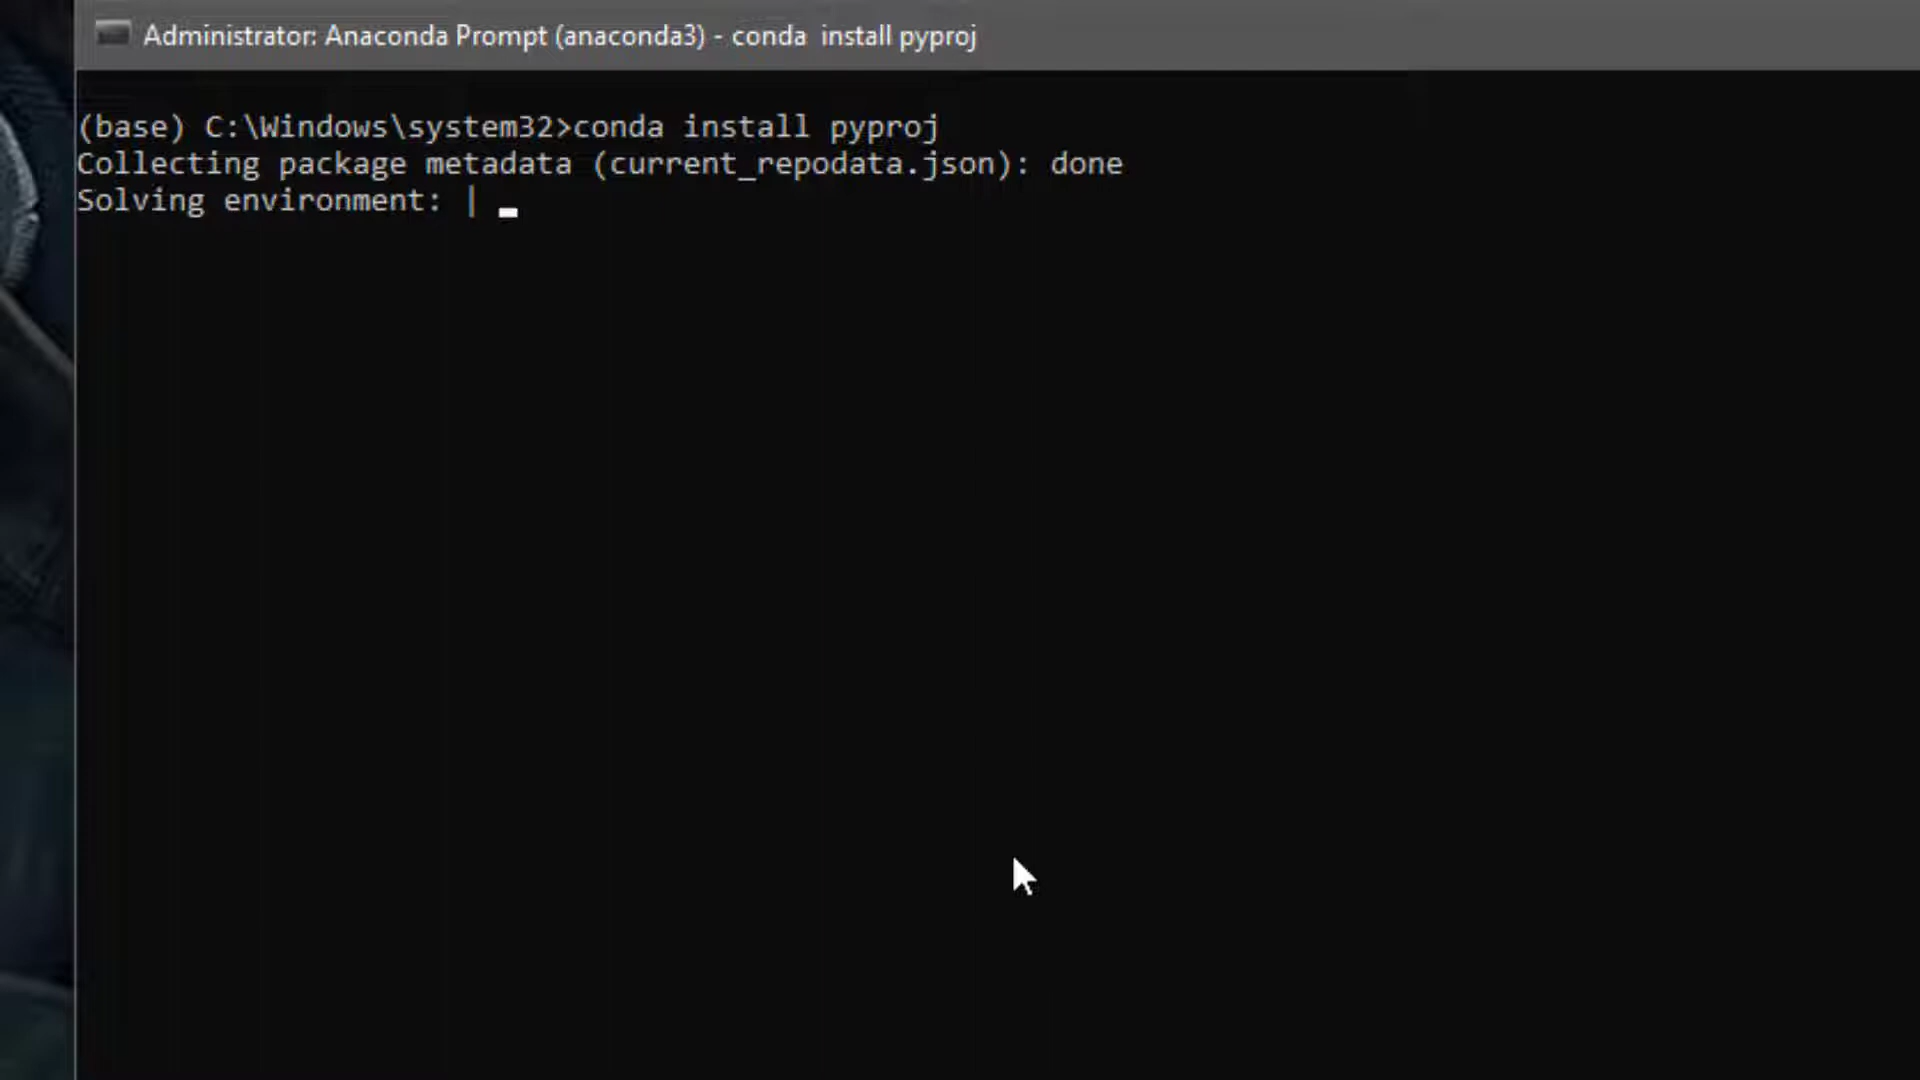 Administrator: Anaconda Prompt (anaconda3) - conda  install pyproj
(base) C:\Windows\system32>conda install pyproj
Collecting package metadata (current_repodata.json): done
Solving environment: |